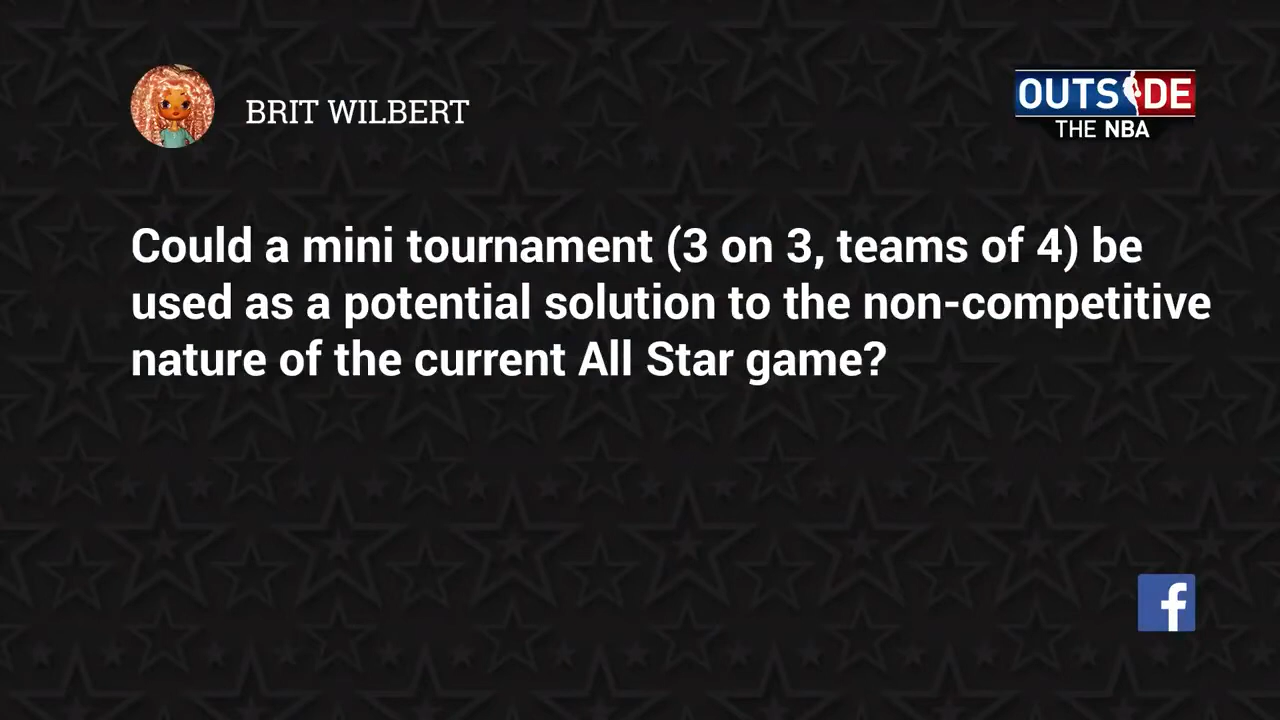 BRIT WILBERT
OUTSIDE
THE NBA
Could a mini tournament (3 on 3, teams of 4) be
used as a potential solution to the non-competitive
nature of the current All Star game?
f